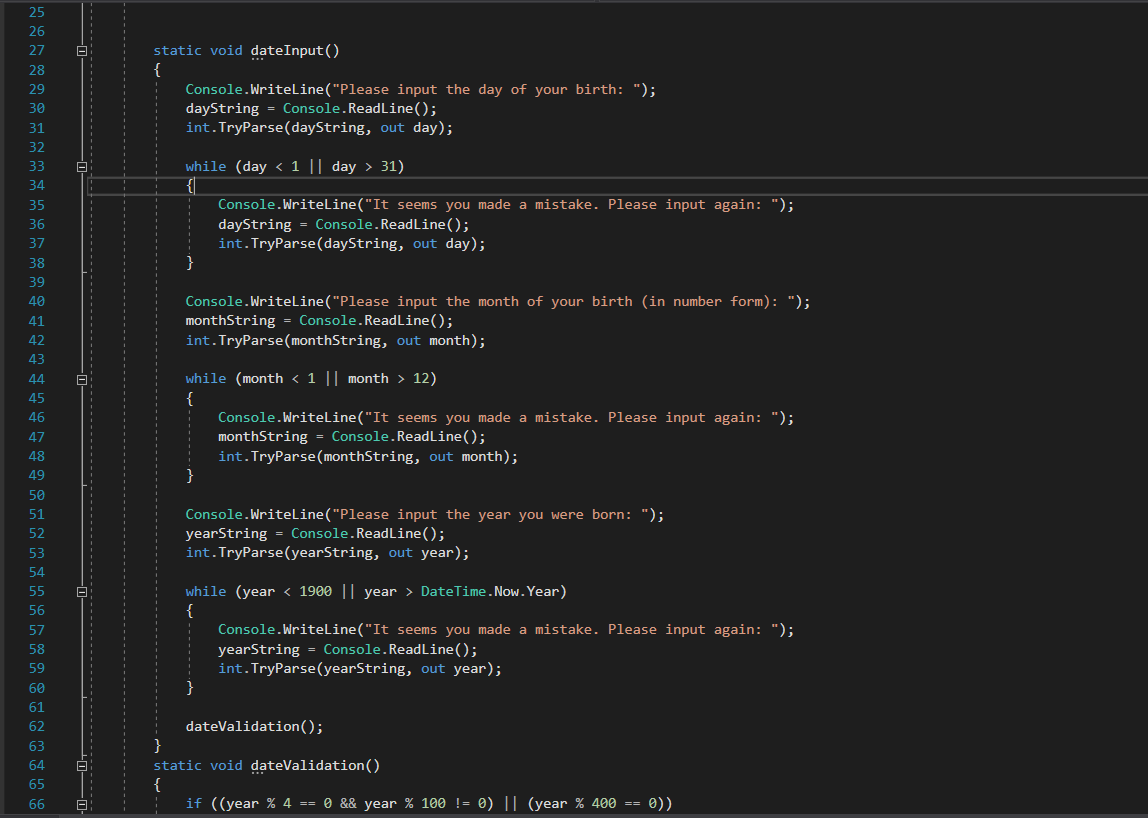 25
26
27 static void dateInput()
28 {
29 Console.WriteLine("Please input the day of your birth: ");
30 dayString = Console.ReadLine();
31 int.TryParse(dayString, out day);
32
33 while (day < 1 || day > 31)
34 {
35 Console.WriteLine("It seems you made a mistake. Please input again: ");
36 dayString = Console.ReadLine();
37 int.TryParse(dayString, out day);
38 }
39
40 Console.WriteLine("Please input the month of your birth (in number form): ");
41 monthString = Console.ReadLine();
42 int.TryParse(monthString, out month);
43
44 while (month < 1 || month > 12)
45 {
46 Console.WriteLine("It seems you made a mistake. Please input again: ");
47 monthString = Console.ReadLine();
48 int.TryParse(monthString, out month);
49 }
50
51 Console.WriteLine("Please input the year you were born: ");
52 yearString = Console.ReadLine();
53 int.TryParse(yearString, out year);
54
55 while (year < 1900 || year > DateTime.Now.Year)
56 {
57 Console.WriteLine("It seems you made a mistake. Please input again: ");
58 yearString = Console.ReadLine();
59 int.TryParse(yearString, out year);
60 }
61
62 dateValidation();
63 }
64 static void dateValidation()
65 {
66 if ((year % 4 == 0 && year % 100 != 0) || (year % 400 == 0))